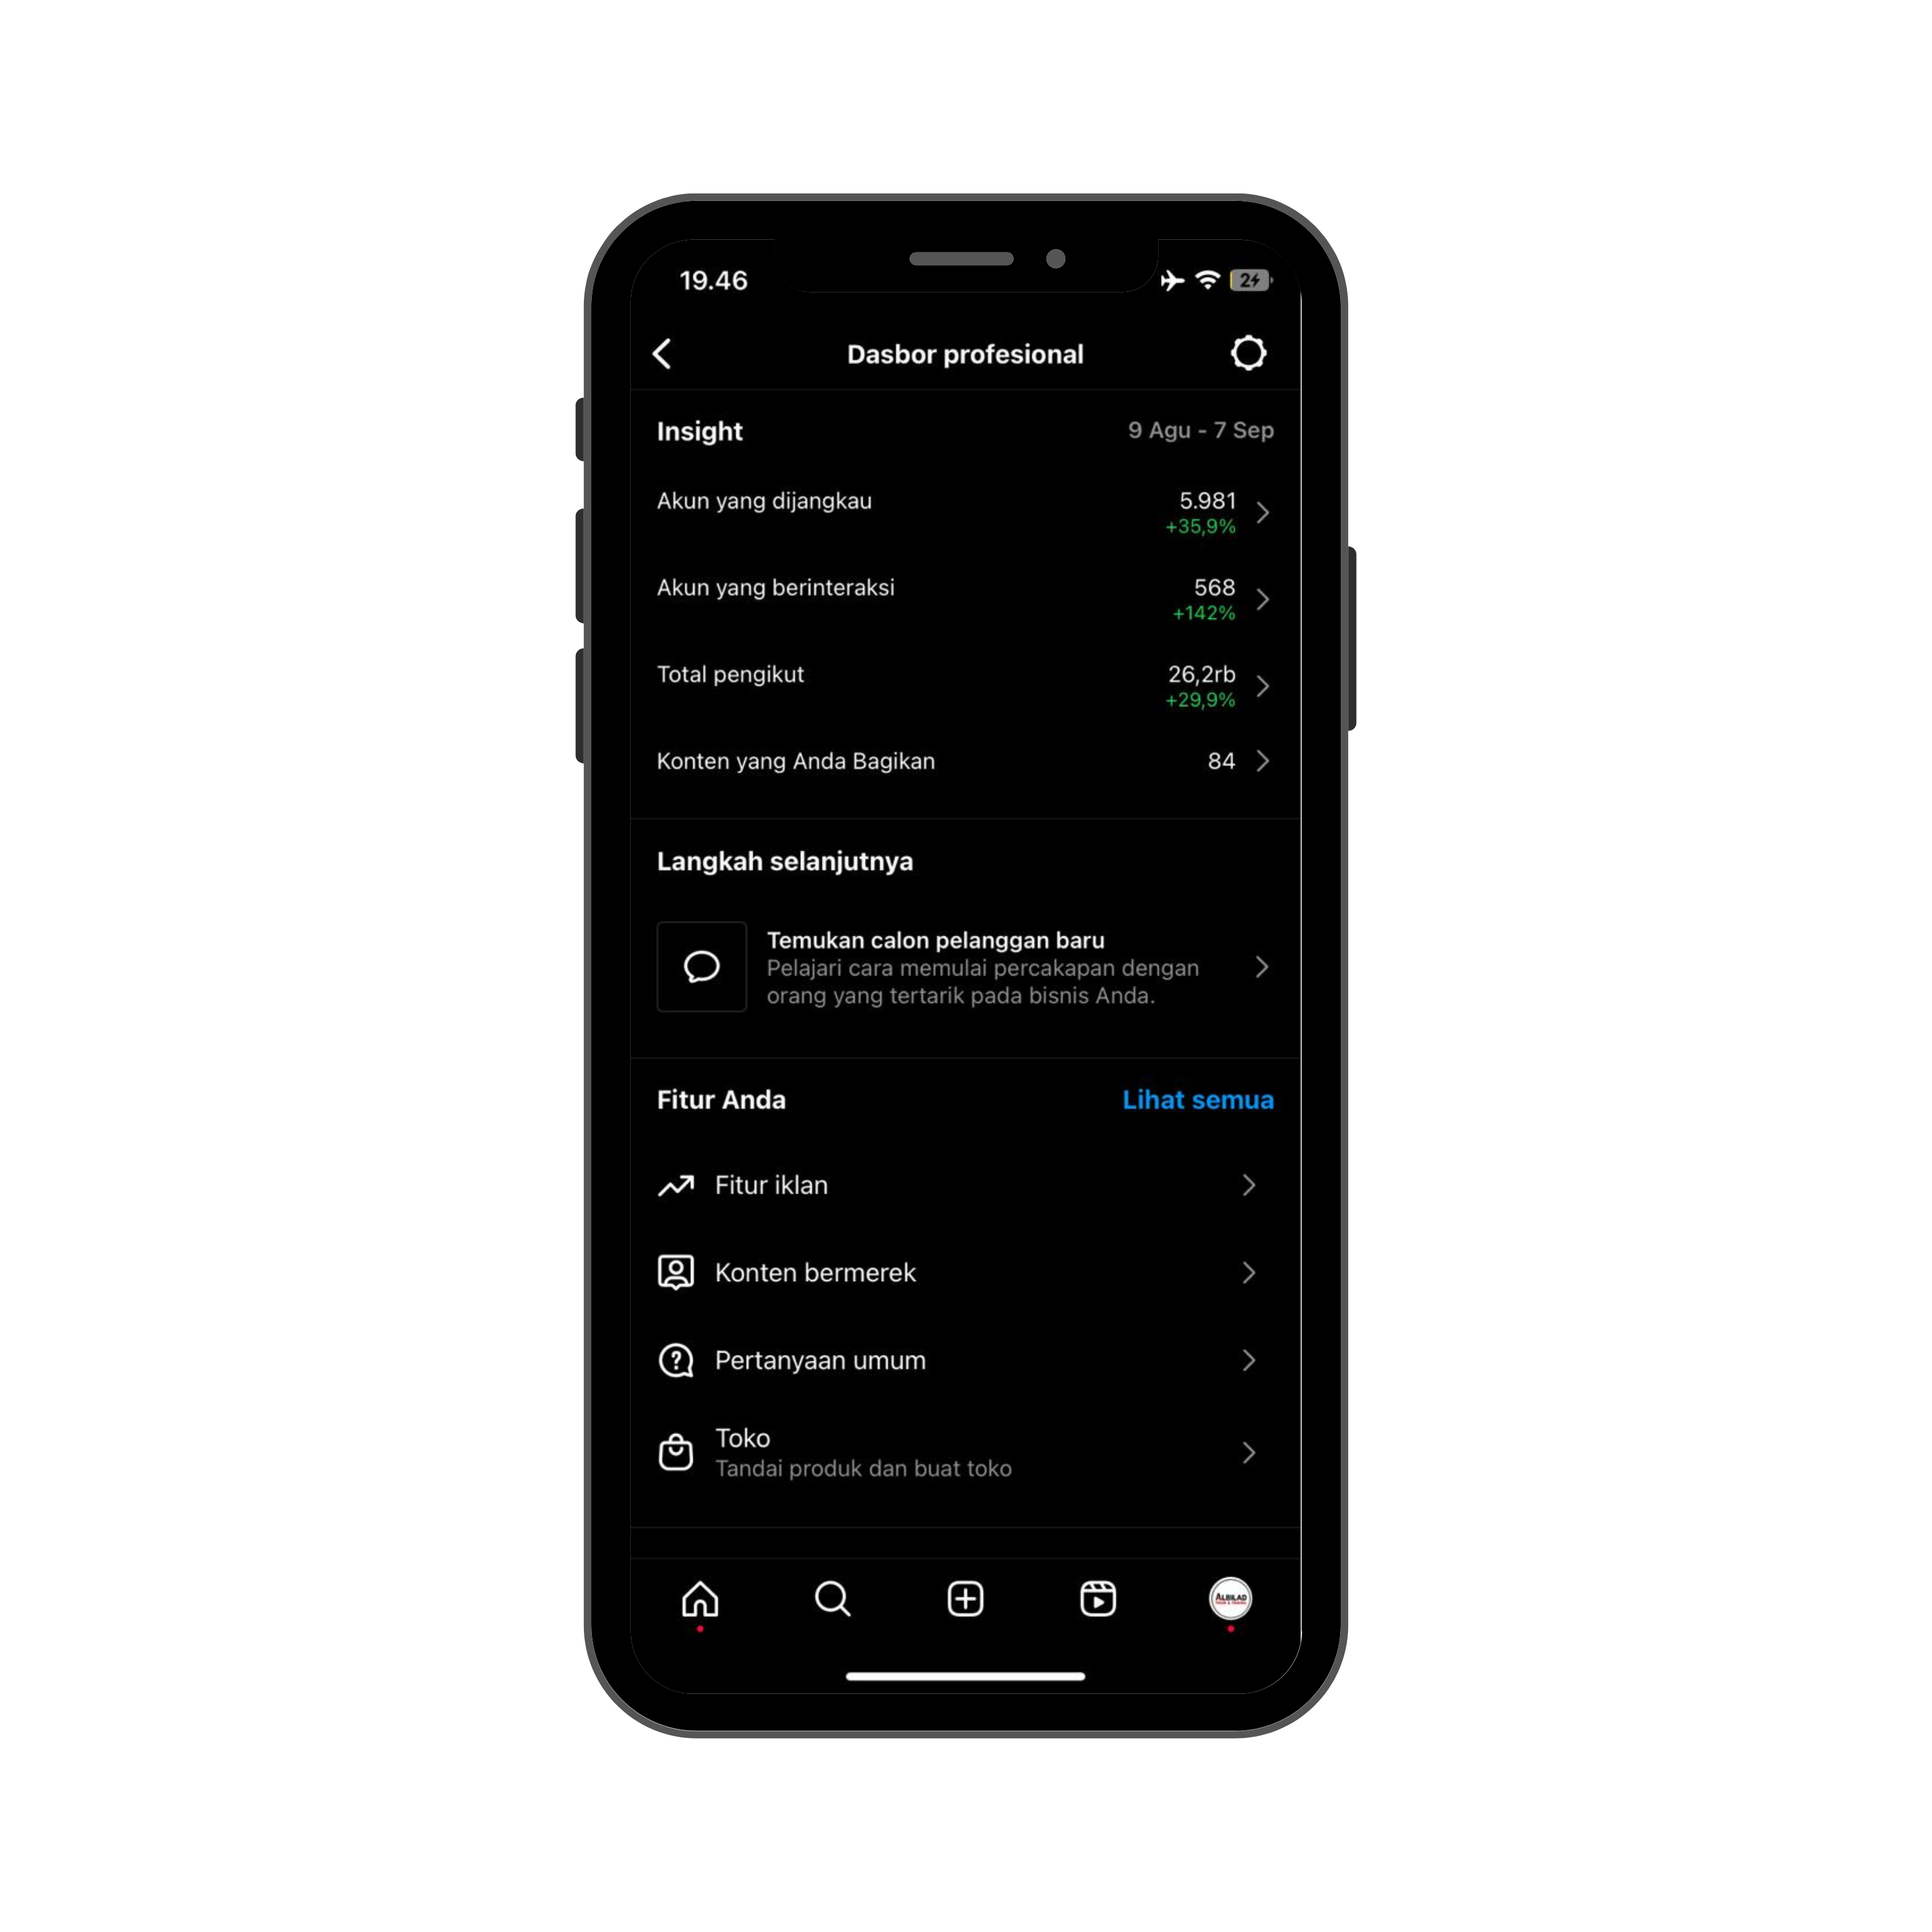 19.46
24
Dasbor profesional
Insight
9 Agu - 7 Sep
Akun yang dijangkau
5.981
+35,9%
Akun yang berinteraksi
568
+142%
Total pengikut
26,2rb
+29,9%
Konten yang Anda Bagikan
84
Langkah selanjutnya
Temukan calon pelanggan baru
Pelajari cara memulai percakapan dengan
orang yang tertarik pada bisnis Anda.
Fitur Anda
Lihat semua
Fitur iklan
Konten bermerek
Pertanyaan umum
Toko
Tandai produk dan buat toko
ALBILAD
TOUR & TRAVEL